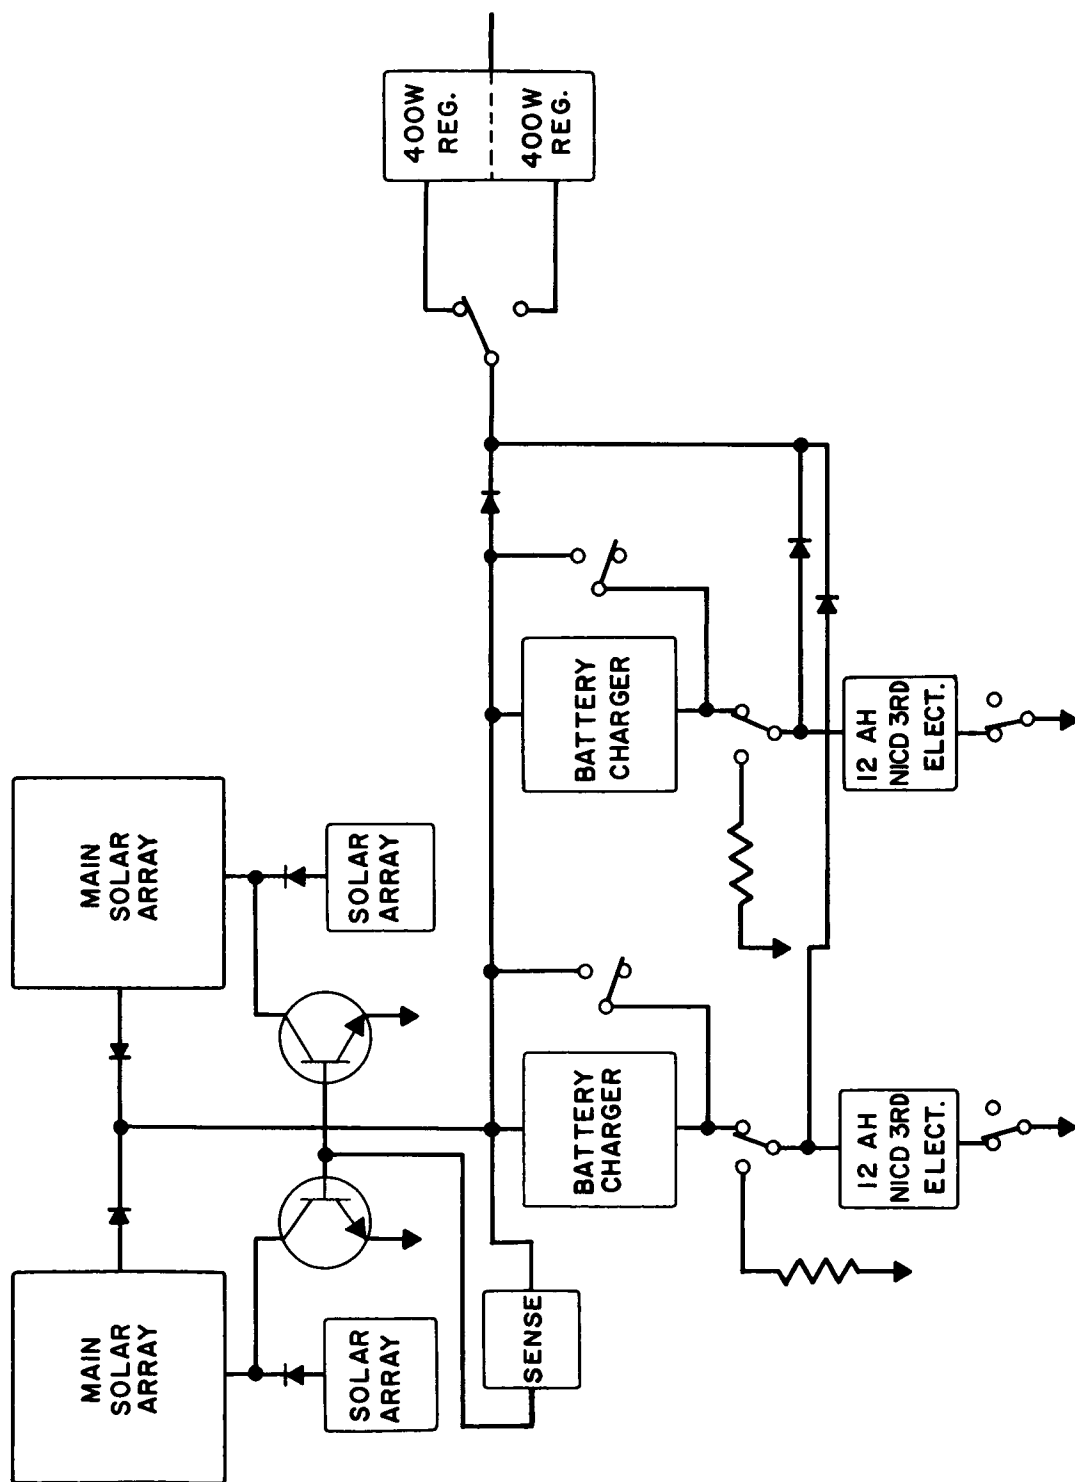 MAIN
SOLAR
ARRAY
SOLAR
ARRAY
MAIN
SOLAR
ARRAY
SOLAR
ARRAY
SENSE
BATTERY
CHARGER
BATTERY
CHARGER
12 AH
NICD 3RD
ELECT.
12 AH
NICD 3RD
ELECT.
400W
REG.
400W
REG.